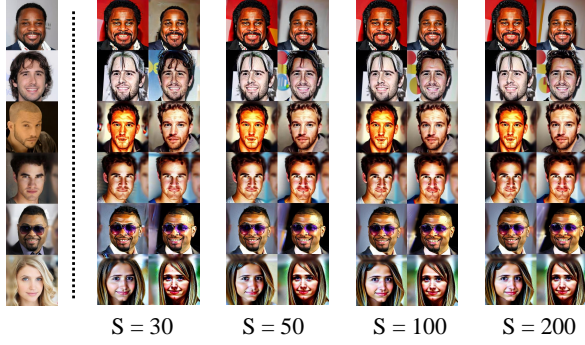 S = 30 S = 50 S = 100 S = 200